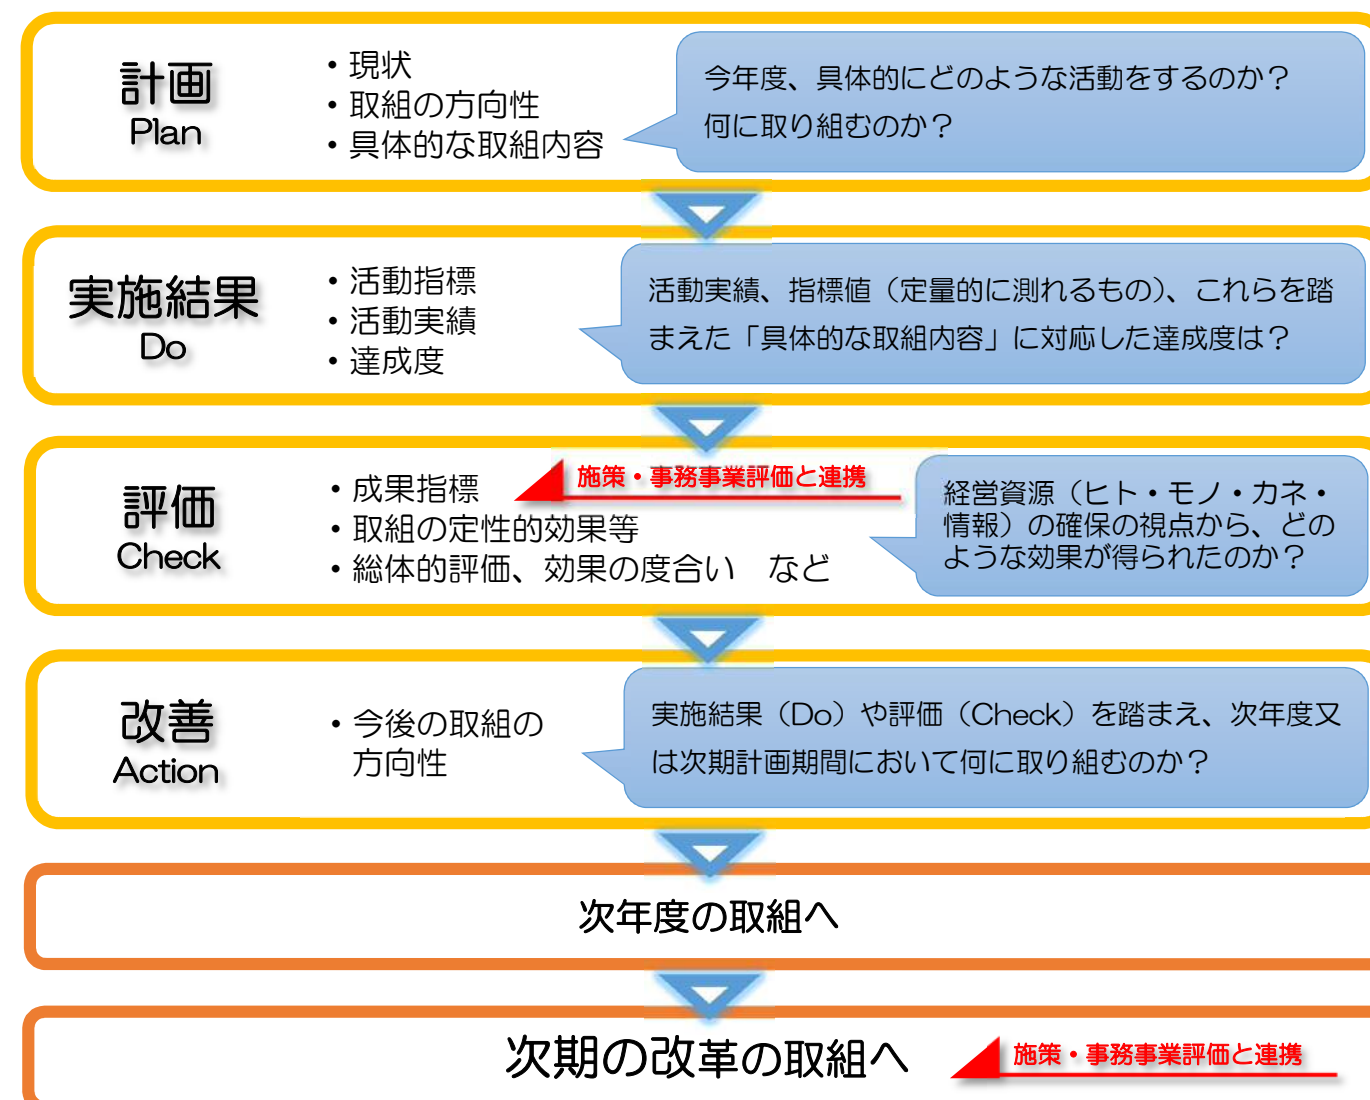 計画
Plan
・現状
・取組の方向性
・具体的な取組内容
今年度、具体的にどのような活動をするのか？
何に取り組むのか？
実施結果
Do
・活動指標
・活動実績
・達成度
活動実績、指標値（定量的に測れるもの）、これらを踏
まえた「具体的な取組内容」に対応した達成度は？
評価
Check
・成果指標
・取組の定性的効果等
・総体的評価、効果の度合い　など
施策・事務事業評価と連携
経営資源（ヒト・モノ・カネ・
情報）の確保の視点から、どの
ような効果が得られたのか？
改善
Action
・今後の取組の
方向性
実施結果（Do）や評価（Check）を踏まえ、次年度又
は次期計画期間において何に取り組むのか？
次年度の取組へ
次期の改革の取組へ
施策・事務事業評価と連携